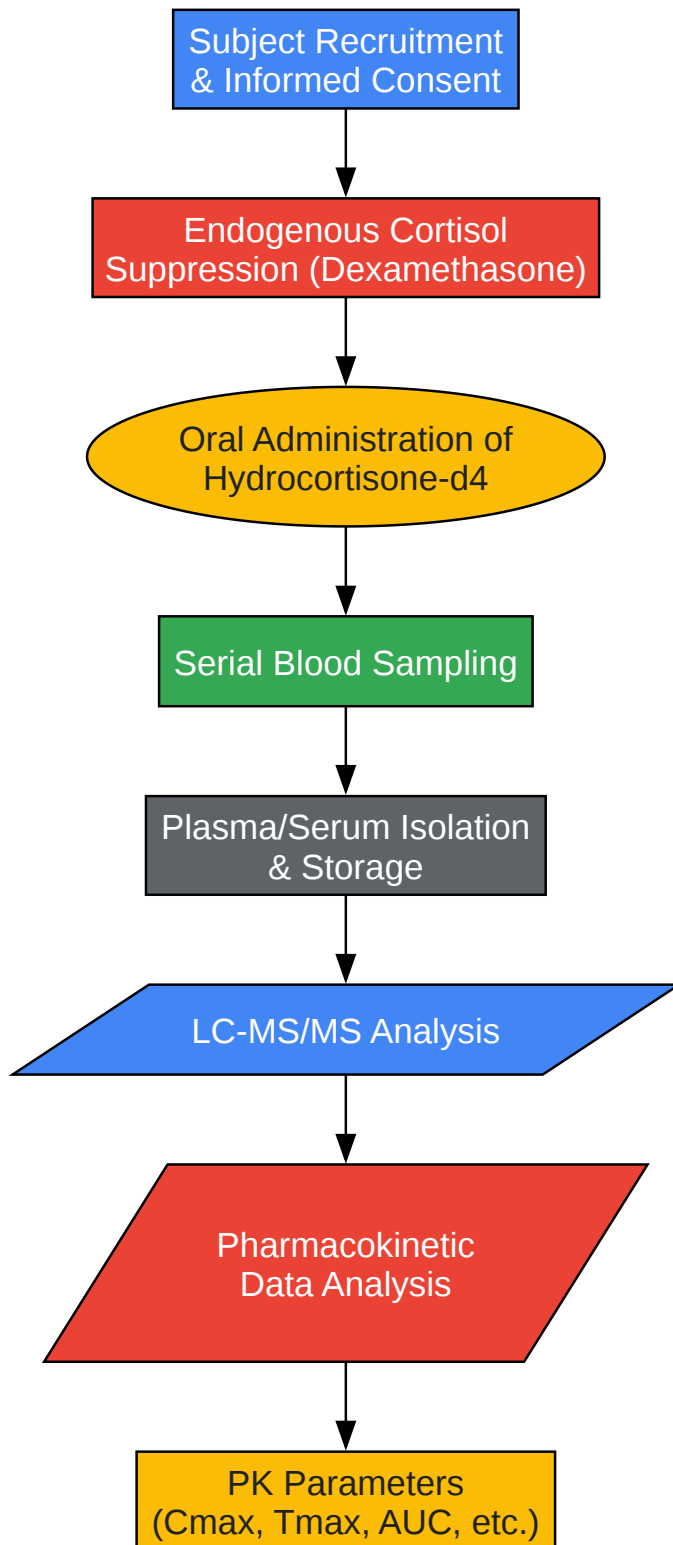 Subject Recruitment
& Informed Consent
Endogenous Cortisol
Suppression (Dexamethasone)
Oral Administration of
Hydrocortisone-d4
Serial Blood Sampling
Plasma/Serum Isolation
& Storage
LC-MS/MS Analysis
Pharmacokinetic
Data Analysis
PK Parameters
(Cmax, Tmax, AUC, etc.)